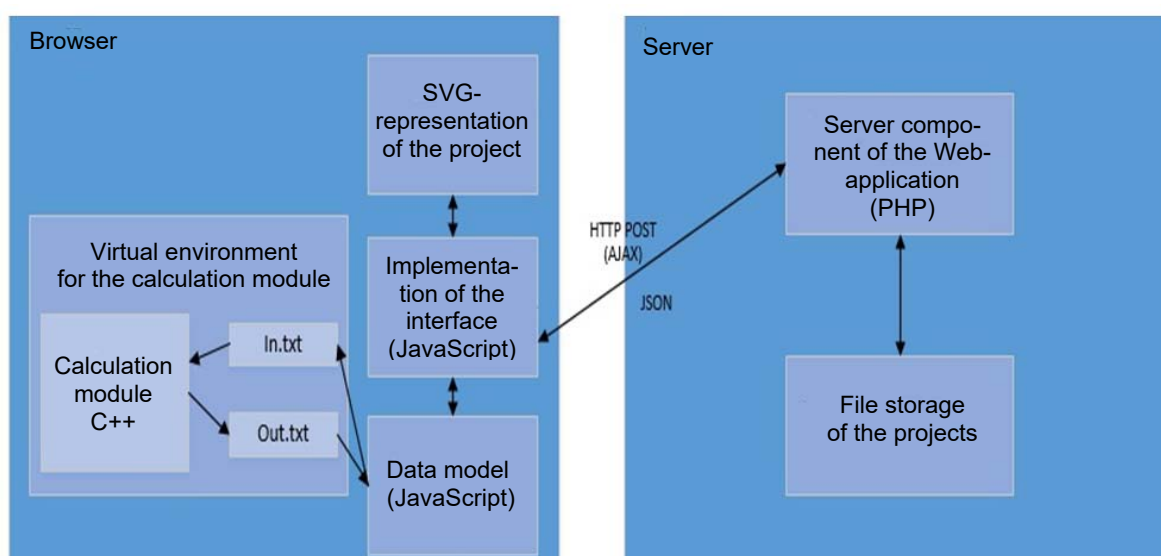 Browser
SVG-
representation
of the project
Virtual environment
for the calculation module
Implementa-
tion of the
interface
(JavaScript)
In.txt
Calculation
module
C++
Out.txt
Data model
(JavaScript)
HTTP POST
(AJAX)
JSON
Server
Server compo-
nent of the Web-
application
(PHP)
File storage
of the projects